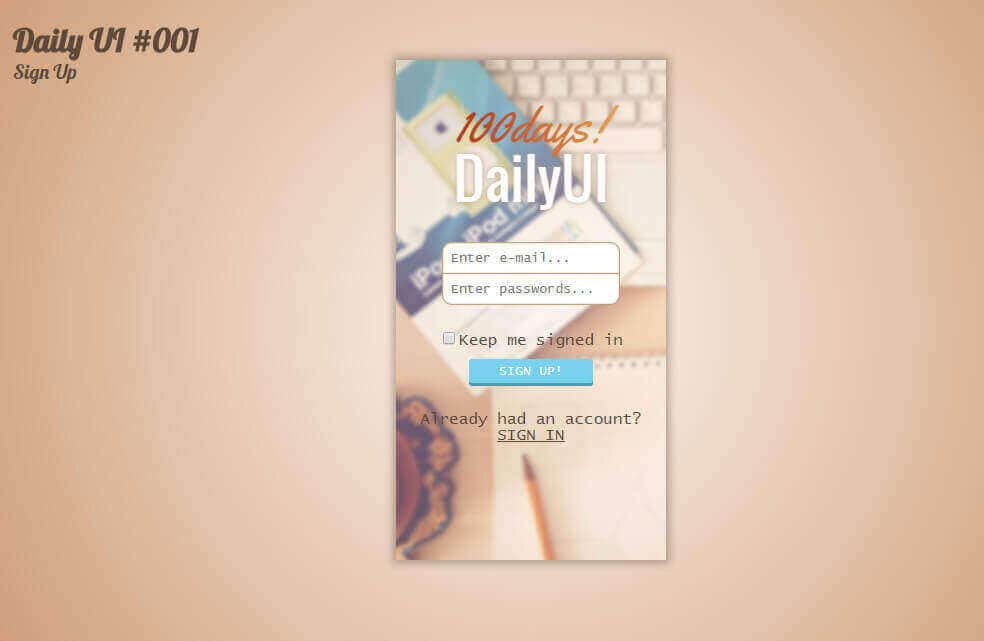 Daily UI #001
Sign Up
100days!
DailyUI
Enter e-mail...
Enter passwords...
Keep me signed in
SIGN UP!
Already had an account?
SIGN IN